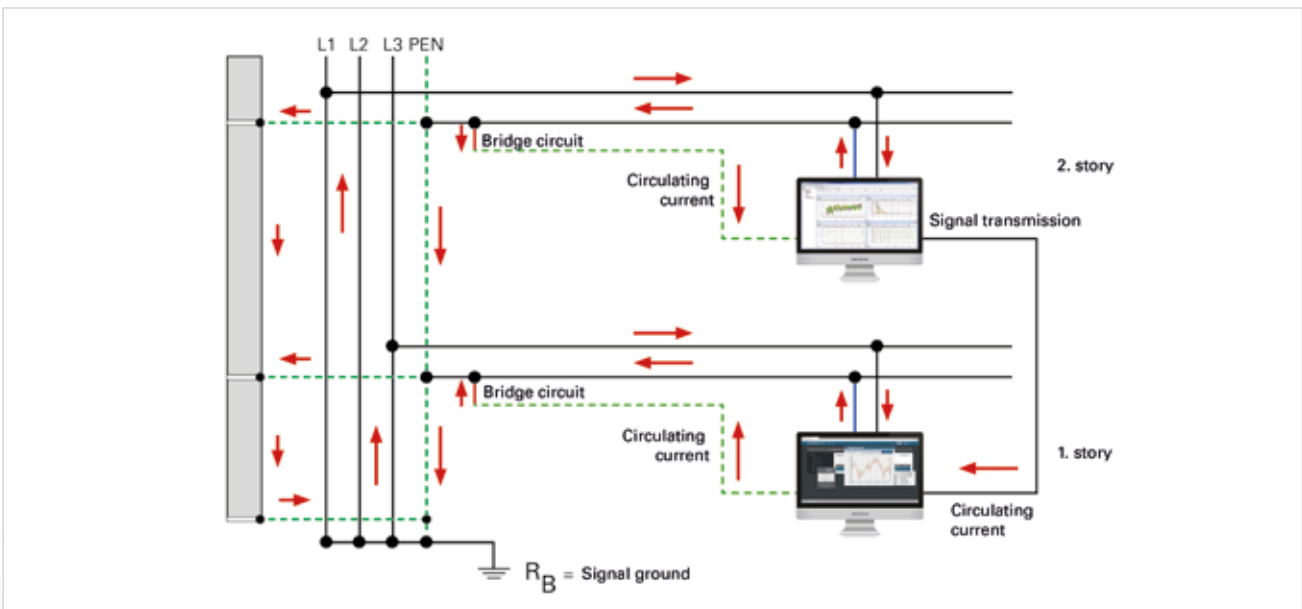 L1 L2 L3 PEN
Bridge circuit
Circulating
current
2. story
Signal transmission
Bridge circuit
Circulating
current
1. story
Circulating
current
RB = Signal ground